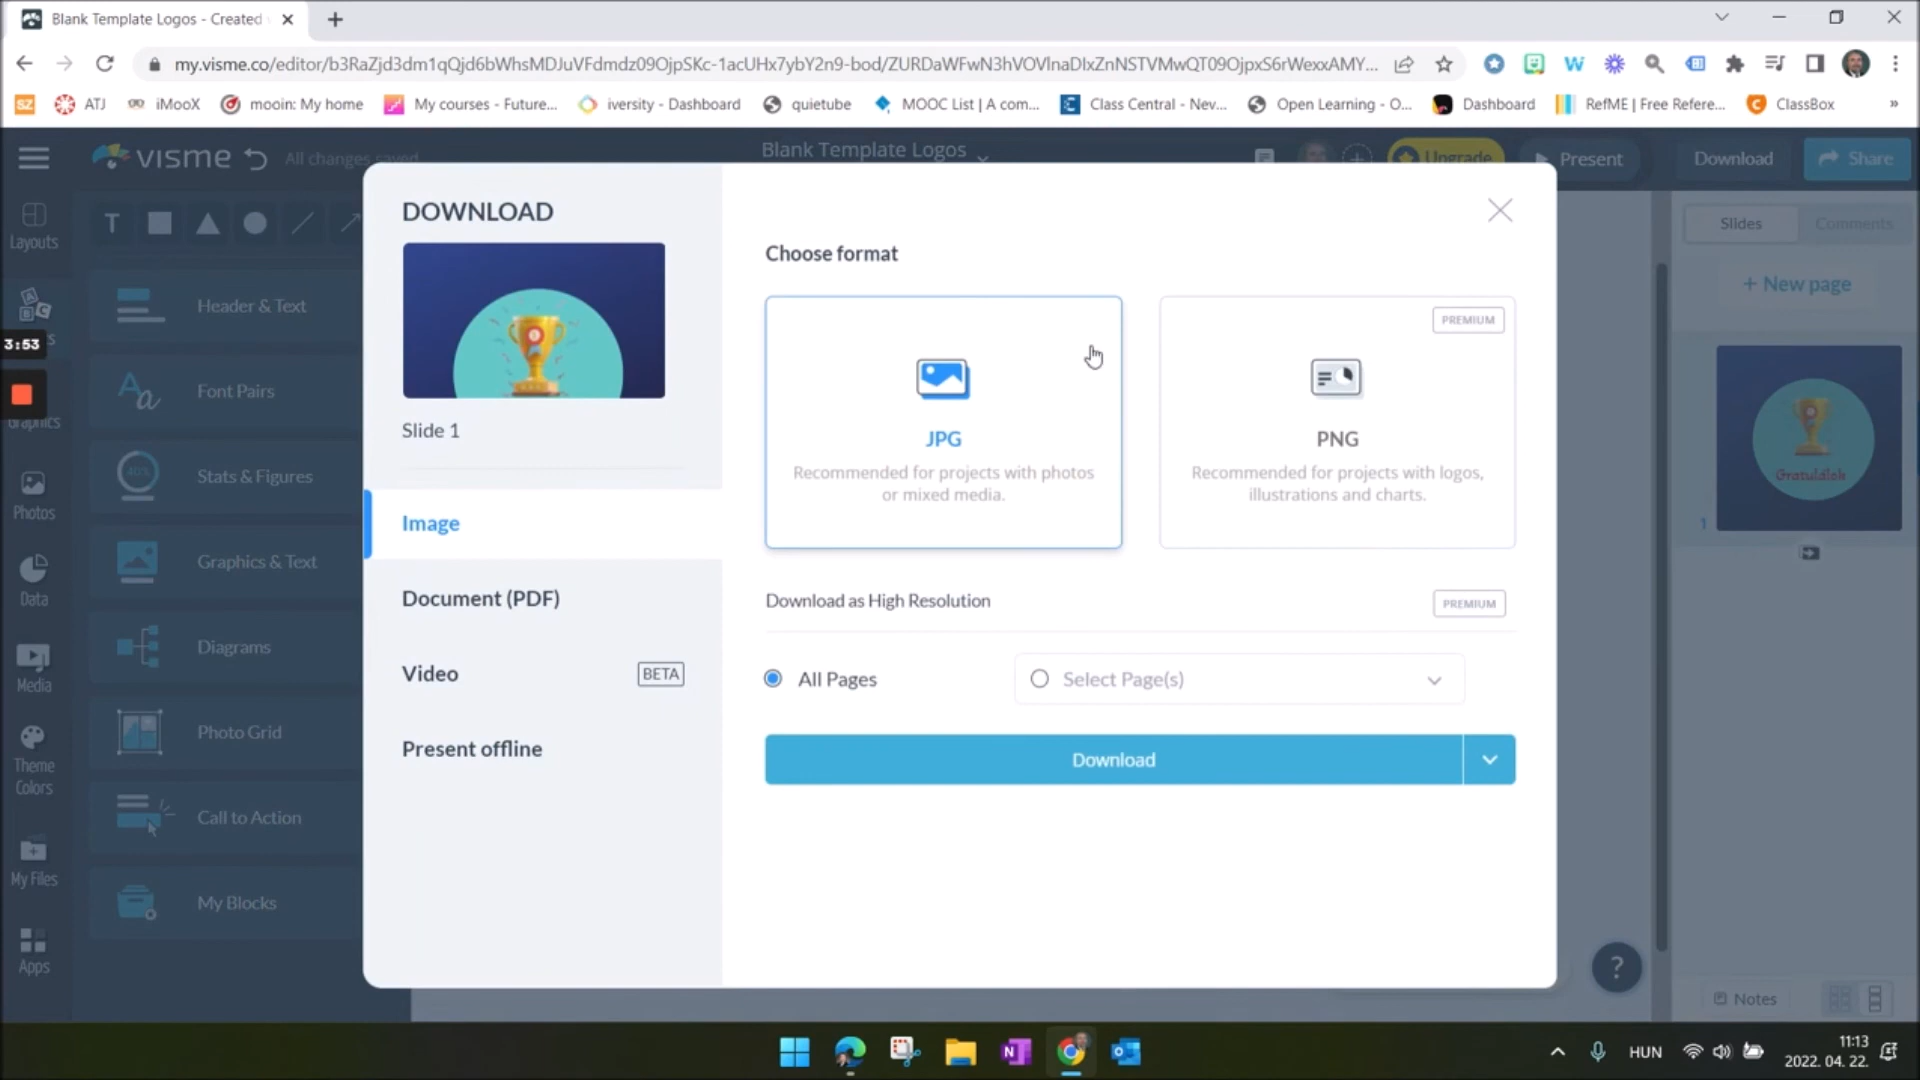 Blank Template Logos - Created
my.visme.co/editor/b3RaZjd3dm1qQjd6bWhsMDJuVFdmdz09OjpSKc-1acUHx7ybY2n9-bod/ZURDaWFwN3hVOVlnaDIxZnNSTVMwQT09OjpxS6rWexxAMY...
ATJ
iMooX
mooin: My home
My courses - Future...
iversity - Dashboard
quietube
MOOC List | A com...
Class Central - Nev...
Open Learning - O...
Dashboard
RefME | Free Refere...
ClassBox
»
visme
All changes saved
Blank Template Logos
Upgrade
Present
Download
Share
Layouts
3:53
Graphics
Photos
Data
Media
Theme
Colors
My Files
Apps
Header & Text
Font Pairs
Stats & Figures
40%
Graphics & Text
Diagrams
Photo Grid
Call to Action
My Blocks
DOWNLOAD
Slide 1
Image
Document (PDF)
Video
BETA
Present offline
Choose format
JPG
Recommended for projects with photos
or mixed media.
PREMIUM
PNG
Recommended for projects with logos,
illustrations and charts.
Download as High Resolution
PREMIUM
All Pages
Select Page(s)
Download
Slides
Comments
+ New page
Gratulálok
1
?
Notes
HUN
11:13
2022. 04. 22.